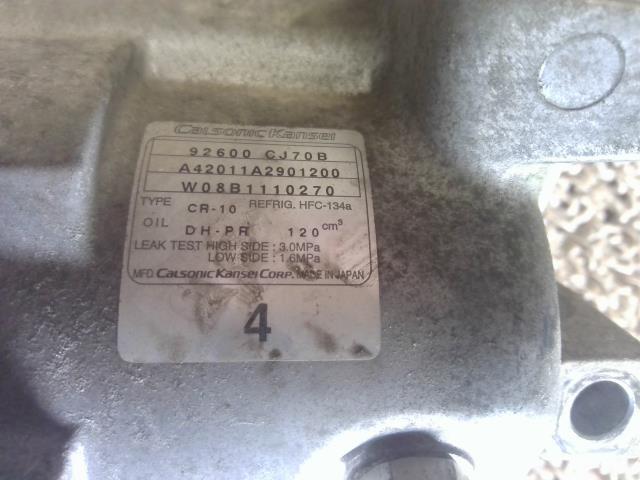 Calsonic Kansei
92600 CJ70B
A42011A2901200
W08B1110270
TYPE CR-10 REFRIG. HFC-134a
OIL DH-PR 120 cm³
LEAK TEST HIGH SIDE : 3.0MPa
LOW SIDE : 1.6MPa
MFD. Calsonic Kansei Corp. MADE IN JAPAN
4